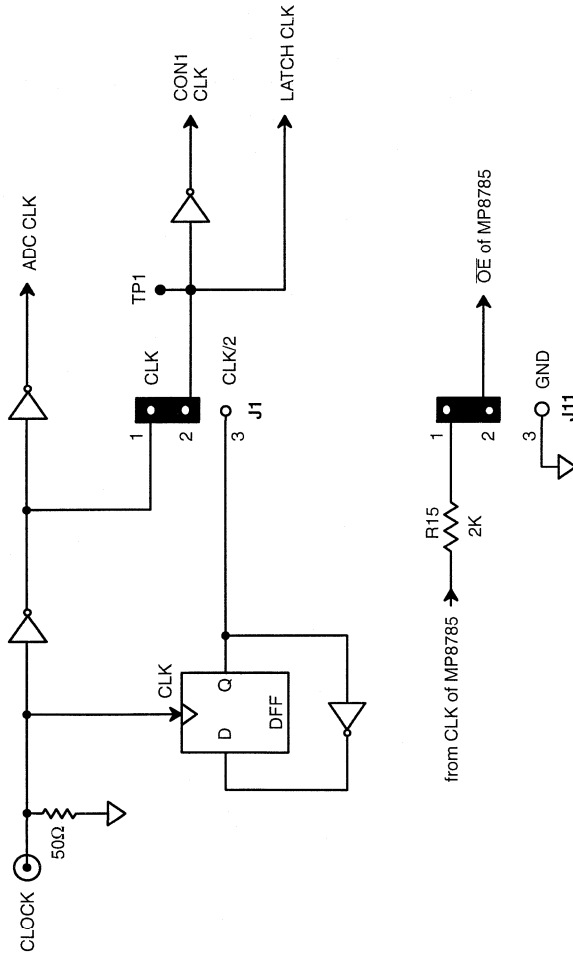 CLOCK
50Ω
ADC CLK
CLK
D
Q
DFF
1
2
3
CLK
CLK/2
J1
TP1
CON1
CLK
LATCH CLK
from CLK of MP8785
R15
2K
1
2
3
OE of MP8785
GND
J11